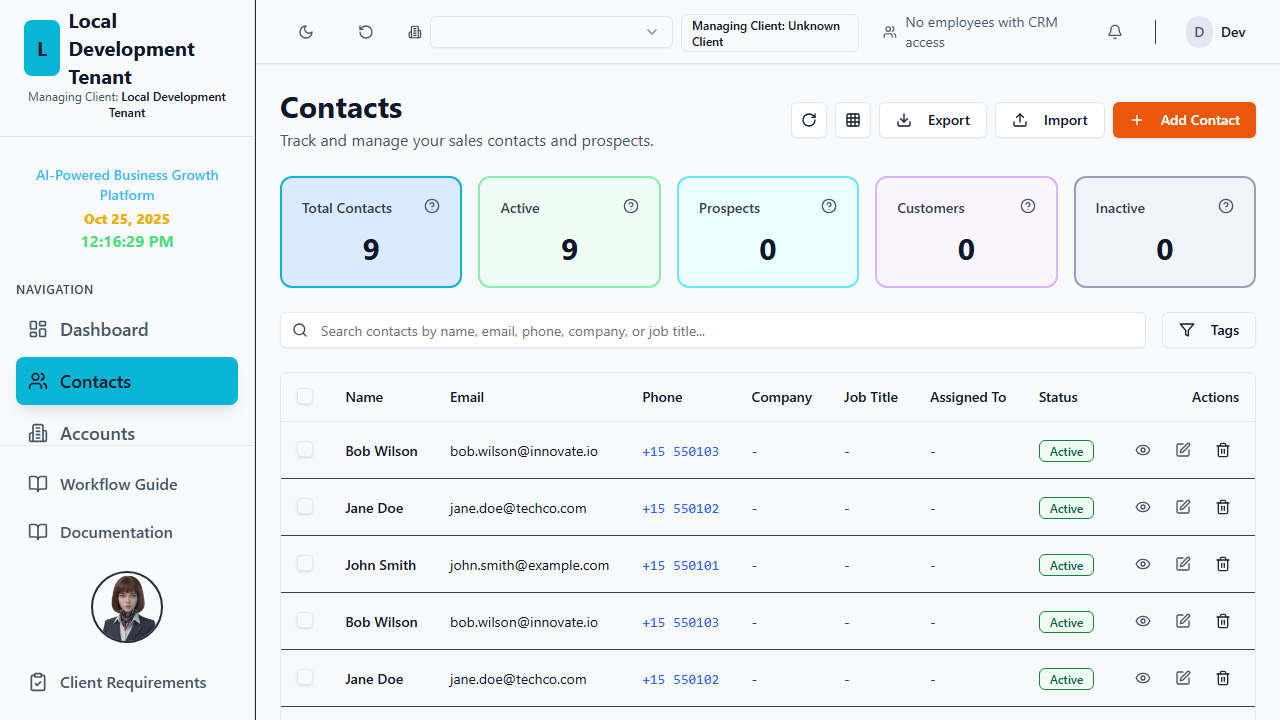 L
Local
Development
Tenant
Managing Client: Local Development
Tenant
AI-Powered Business Growth
Platform
Oct 25, 2025
12:16:29 PM
NAVIGATION
Dashboard
Contacts
Accounts
Workflow Guide
Documentation
Client Requirements
Managing Client: Unknown
Client
No employees with CRM
access
D
Dev
Contacts
Track and manage your sales contacts and prospects.
Export
Import
Add Contact
Total Contacts
9
Active
9
Prospects
0
Customers
0
Inactive
0
Search contacts by name, email, phone, company, or job title...
Tags
Name Email Phone Company Job Title Assigned To Status Actions
Bob Wilson bob.wilson@innovate.io +15 550103 - - - Active
Jane Doe jane.doe@techco.com +15 550102 - - - Active
John Smith john.smith@example.com +15 550101 - - - Active
Bob Wilson bob.wilson@innovate.io +15 550103 - - - Active
Jane Doe jane.doe@techco.com +15 550102 - - - Active